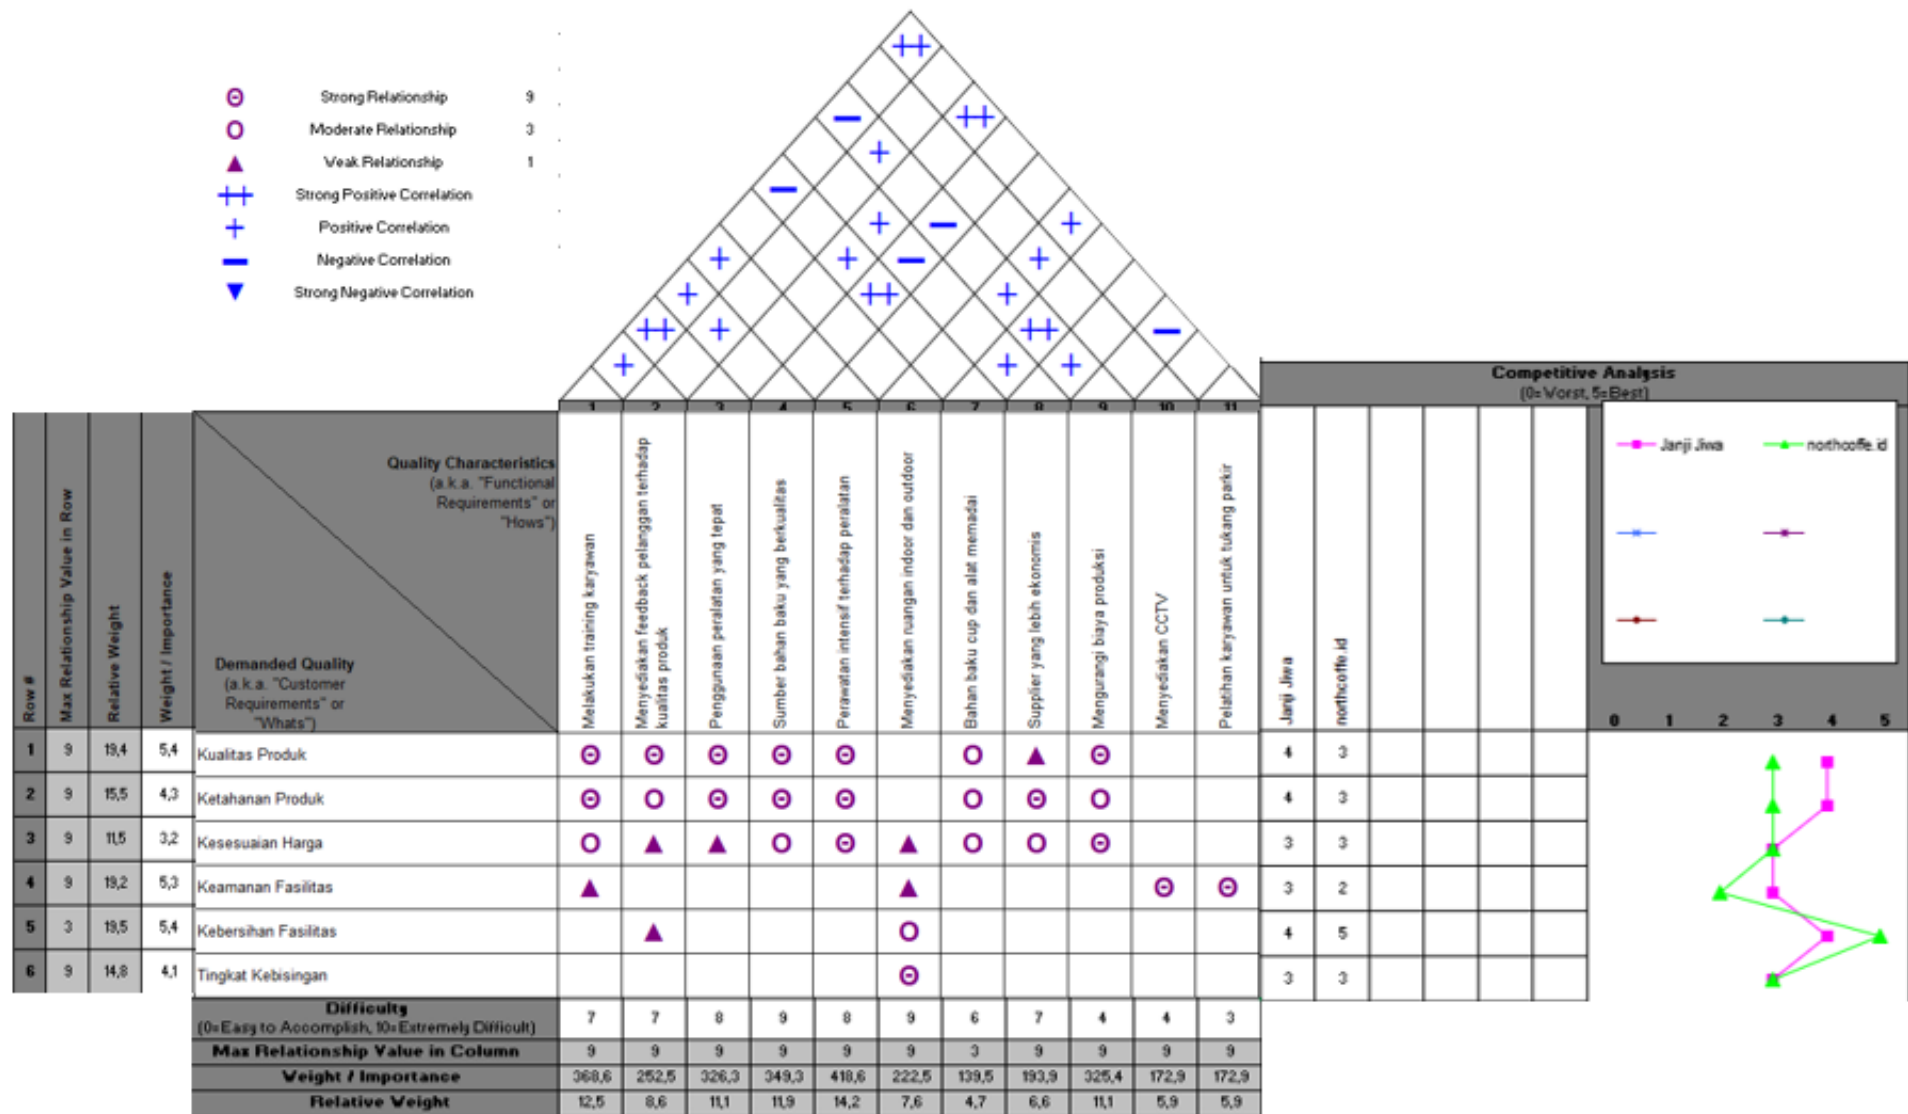 Strong Relationship 9
Moderate Relationship 3
Weak Relationship 1
Strong Positive Correlation
Positive Correlation
Negative Correlation
Strong Negative Correlation
Competitive Analysis
(0=Worst, 5=Best)
1 2 3 4 5 6 7 8 9 10 11
Row #
Max Relationship Value in Row
Relative Weight
Weight / Importance
Quality Characteristics
(a.k.a. "Functional
Requirements" or
"Hows")
Demanded Quality
(a.k.a. "Customer
Requirements" or
"Whats")
Melakukan training karyawan
Menyediakan feedback pelanggan terhadap
kualitas produk
Penggunaan peralatan yang tepat
Sumber bahan baku yang berkualitas
Perawatan intensif terhadap peralatan
Menyediakan ruangan indoor dan outdoor
Bahan baku cup dan alat memadai
Supplier yang lebih ekonomis
Mengurangi biaya produksi
Menyediakan CCTV
Pelatihan karyawan untuk tukang parkir
Janji Jiwa
northcoffe.id
Janji Jiwa northcoffe.id
0 1 2 3 4 5
1 9 19,4 5,4 Kualitas Produk 4 3
2 9 15,5 4,3 Ketahanan Produk 4 3
3 9 11,5 3,2 Kesesuaian Harga 3 3
4 9 19,2 5,3 Keamanan Fasilitas 3 2
5 3 19,5 5,4 Kebersihan Fasilitas 4 5
6 9 14,8 4,1 Tingkat Kebisingan 3 3
Difficulty
(0=Easy to Accomplish, 10=Extremely Difficult) 7 7 8 9 8 9 6 7 4 4 3
Max Relationship Value in Column 9 9 9 9 9 9 3 9 9 9 9
Weight / Importance 368,6 252,5 326,3 349,3 418,6 222,5 139,5 193,9 325,4 172,9 172,9
Relative Weight 12,5 8,6 11,1 11,9 14,2 7,6 4,7 6,6 11,1 5,9 5,9